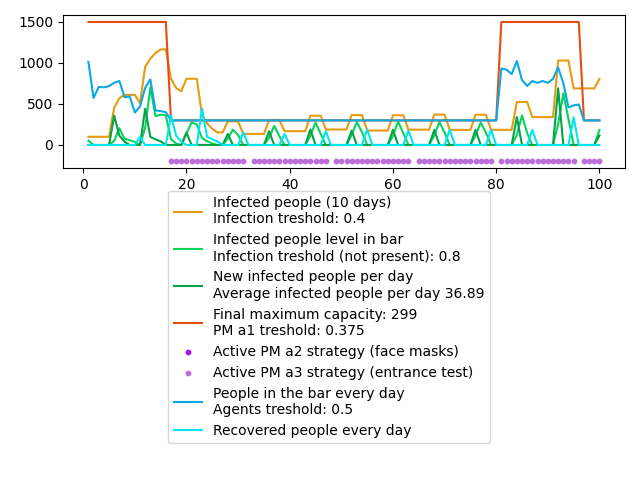 1500
1000
500
0
0
20
40
60
80
100
Infected people (10 days)
Infection treshold: 0.4
Infected people level in bar
Infection treshold (not present): 0.8
New infected people per day
Average infected people per day 36.89
Final maximum capacity: 299
PM a1 treshold: 0.375
Active PM a2 strategy (face masks)
Active PM a3 strategy (entrance test)
People in the bar every day
Agents treshold: 0.5
Recovered people every day